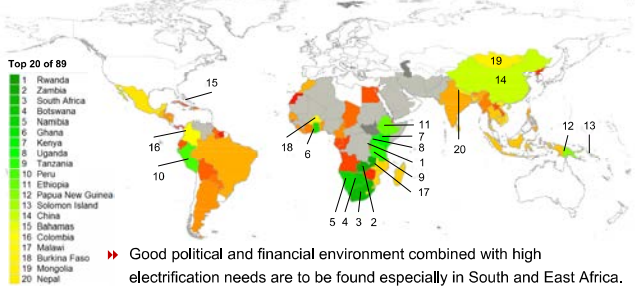 Top 20 of 89
1 Rwanda
2 Zambia
3 South Africa
4 Botswana
5 Namibia
6 Ghana
7 Kenya
8 Uganda
9 Tanzania
10 Peru
11 Ethiopia
12 Papua New Guinea
13 Solomon Island
14 China
15 Bahamas
16 Colombia
17 Malawi
18 Burkina Faso
19 Mongolia
20 Nepal
19
14
15
16
10
18
6
11
7
8
1
9
17
20
12
13
5 4 3 2
Good political and financial environment combined with high
electrification needs are to be found especially in South and East Africa.